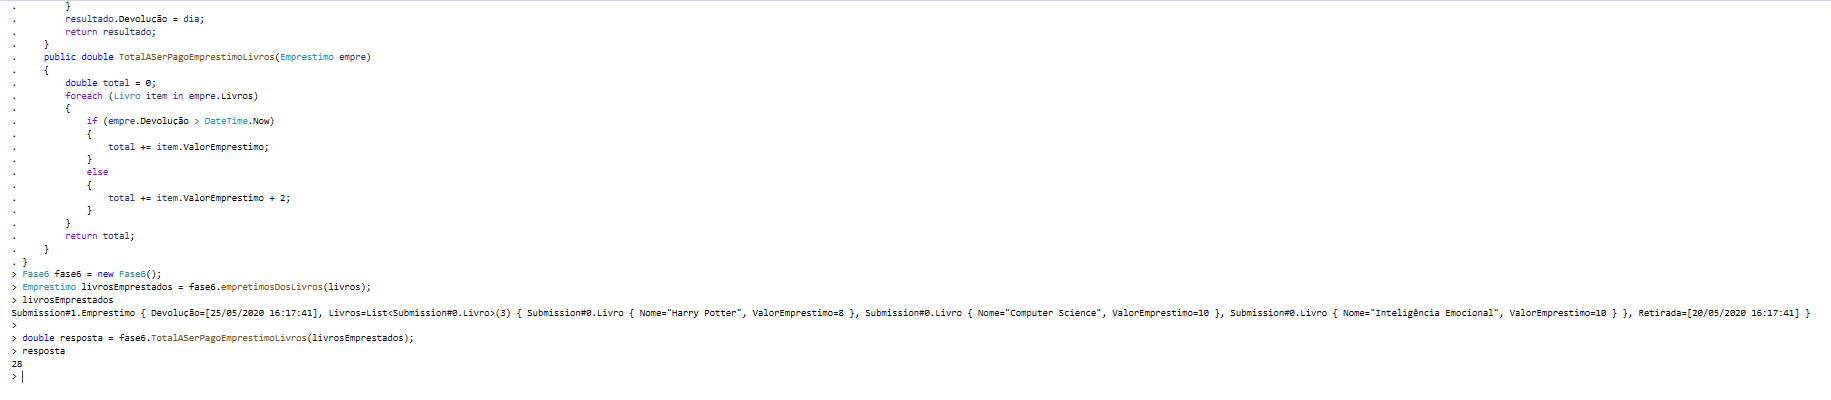 .         }
.         resultado.Devolução = dia;
.         return resultado;
.     }
.     public double TotalASerPagoEmprestimoLivros(Emprestimo empre)
.     {
.         double total = 0;
.         foreach (Livro item in empre.Livros)
.         {
.             if (empre.Devolução > DateTime.Now)
.             {
.                 total += item.ValorEmprestimo;
.             }
.             else
.             {
.                 total += item.ValorEmprestimo + 2;
.             }
.         }
.         return total;
.     }
. }
> Fase6 fase6 = new Fase6();
> Emprestimo livrosEmprestados = fase6.empretimosDosLivros(livros);
> livrosEmprestados
Submission#1.Emprestimo { Devolução=[25/05/2020 16:17:41], Livros=List<Submission#0.Livro>(3) { Submission#0.Livro { Nome="Harry Potter", ValorEmprestimo=8 }, Submission#0.Livro { Nome="Computer Science", ValorEmprestimo=10 }, Submission#0.Livro { Nome="Inteligência Emocional", ValorEmprestimo=10 } }, Retirada=[20/05/2020 16:17:41] }
>
> double resposta = fase6.TotalASerPagoEmprestimoLivros(livrosEmprestados);
> resposta
28
>